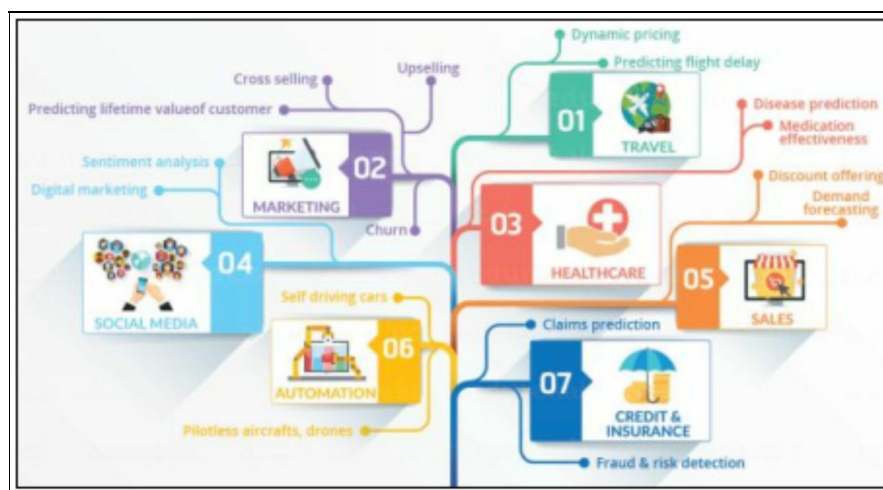 Dynamic pricing
Predicting flight delay
01
TRAVEL
Cross selling
Upselling
Predicting lifetime valueof customer
02
MARKETING
Churn
Disease prediction
Medication
effectiveness
03
HEALTHCARE
Sentiment analysis
Digital marketing
04
SOCIAL MEDIA
Discount offering
Demand
forecasting
05
SALES
Self driving cars
06
AUTOMATION
Pilotless aircrafts, drones
Claims prediction
07
CREDIT &
INSURANCE
Fraud & risk detection